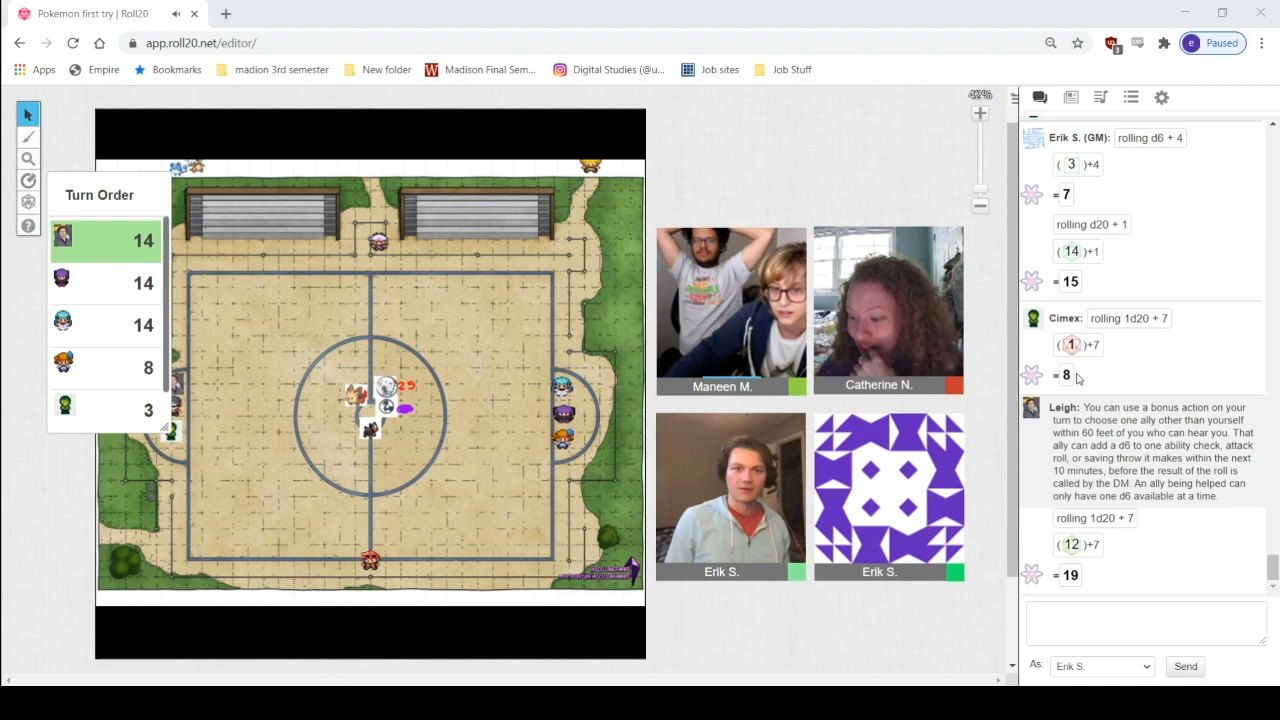 Pokemon first try | Roll20
app.roll20.net/editor/
3
e Paused
Apps Empire Bookmarks madion 3rd semester New folder Madison Final Sem... Digital Studies (@u... Job sites Job Stuff
42%
Turn Order
14
14
14
8
3
25
Maneen M.
Catherine N.
Erik S.
Erik S.
Erik S. (GM): rolling d6 + 4
( 3 )+4
= 7
rolling d20 + 1
( 14 )+1
= 15
Cimex: rolling 1d20 + 7
( 1 )+7
= 8
Leigh: You can use a bonus action on your
turn to choose one ally other than yourself
within 60 feet of you who can hear you. That
ally can add a d6 to one ability check, attack
roll, or saving throw it makes within the next
10 minutes, before the result of the roll is
called by the DM. An ally being helped can
only have one d6 available at a time.
rolling 1d20 + 7
( 12 )+7
= 19
As: Erik S. Send